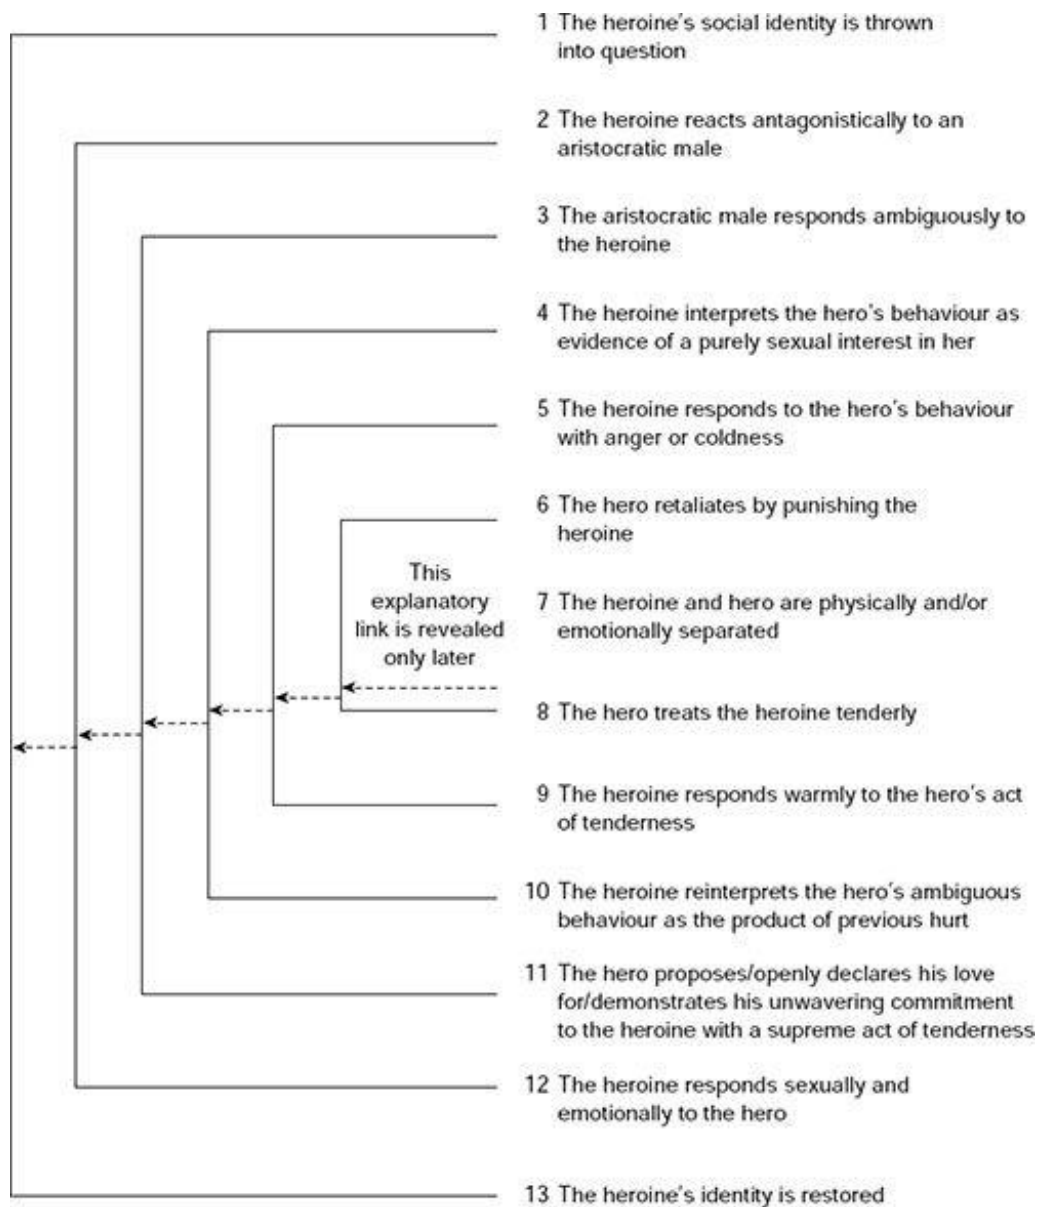 1 The heroine's social identity is thrown
into question
2 The heroine reacts antagonistically to an
aristocratic male
3 The aristocratic male responds ambiguously to
the heroine
4 The heroine interprets the hero's behaviour as
evidence of a purely sexual interest in her
5 The heroine responds to the hero's behaviour
with anger or coldness
6 The hero retaliates by punishing the
heroine
This
explanatory
link is revealed
only later
7 The heroine and hero are physically and/or
emotionally separated
8 The hero treats the heroine tenderly
9 The heroine responds warmly to the hero's act
of tenderness
10 The heroine reinterprets the hero's ambiguous
behaviour as the product of previous hurt
11 The hero proposes/openly declares his love
for/demonstrates his unwavering commitment
to the heroine with a supreme act of tenderness
12 The heroine responds sexually and
emotionally to the hero
13 The heroine's identity is restored